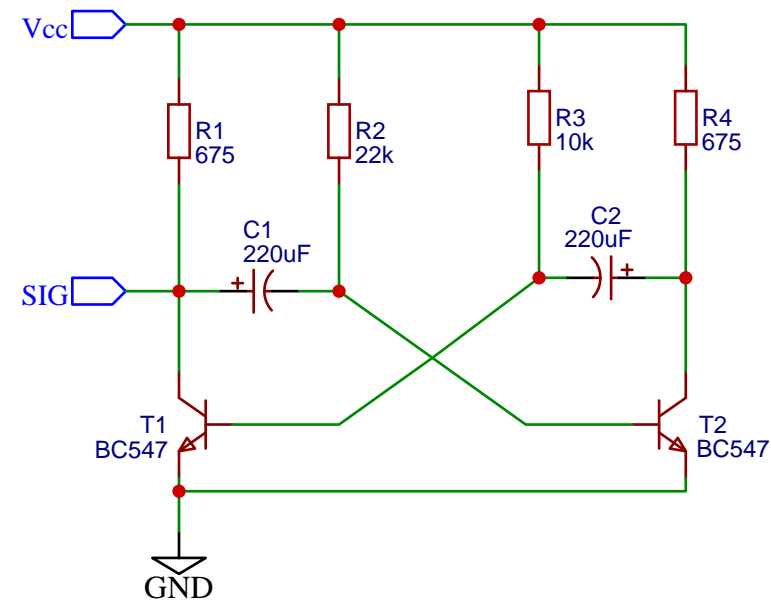 Vcc
R1
675
R2
22k
R3
10k
R4
675
C1
220uF
C2
220uF
+
+
SIG
T1
BC547
T2
BC547
GND